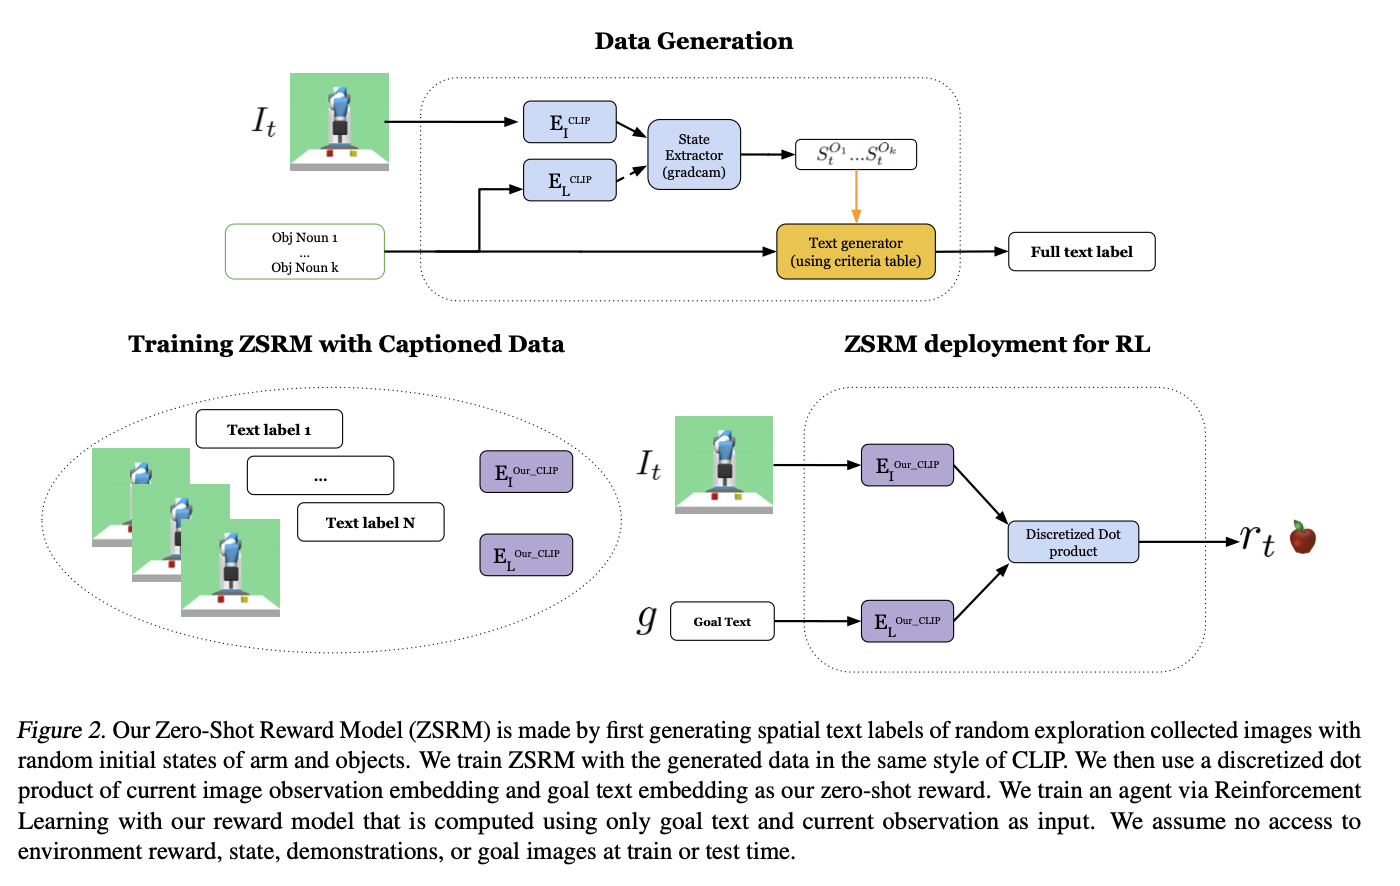 Data Generation
I_t
E_I^CLIP
State
Extractor
(gradcam)
S_t^{O_1}...S_t^{O_k}
E_L^CLIP
Obj Noun 1
...
Obj Noun k
Text generator
(using criteria table)
Full text label
Training ZSRM with Captioned Data
Text label 1
...
Text label N
E_I^Our_CLIP
E_L^Our_CLIP
ZSRM deployment for RL
I_t
E_I^Our_CLIP
Discretized Dot
product
r_t
g
Goal Text
E_L^Our_CLIP
Figure 2. Our Zero-Shot Reward Model (ZSRM) is made by first generating spatial text labels of random exploration collected images with
random initial states of arm and objects. We train ZSRM with the generated data in the same style of CLIP. We then use a discretized dot
product of current image observation embedding and goal text embedding as our zero-shot reward. We train an agent via Reinforcement
Learning with our reward model that is computed using only goal text and current observation as input. We assume no access to
environment reward, state, demonstrations, or goal images at train or test time.